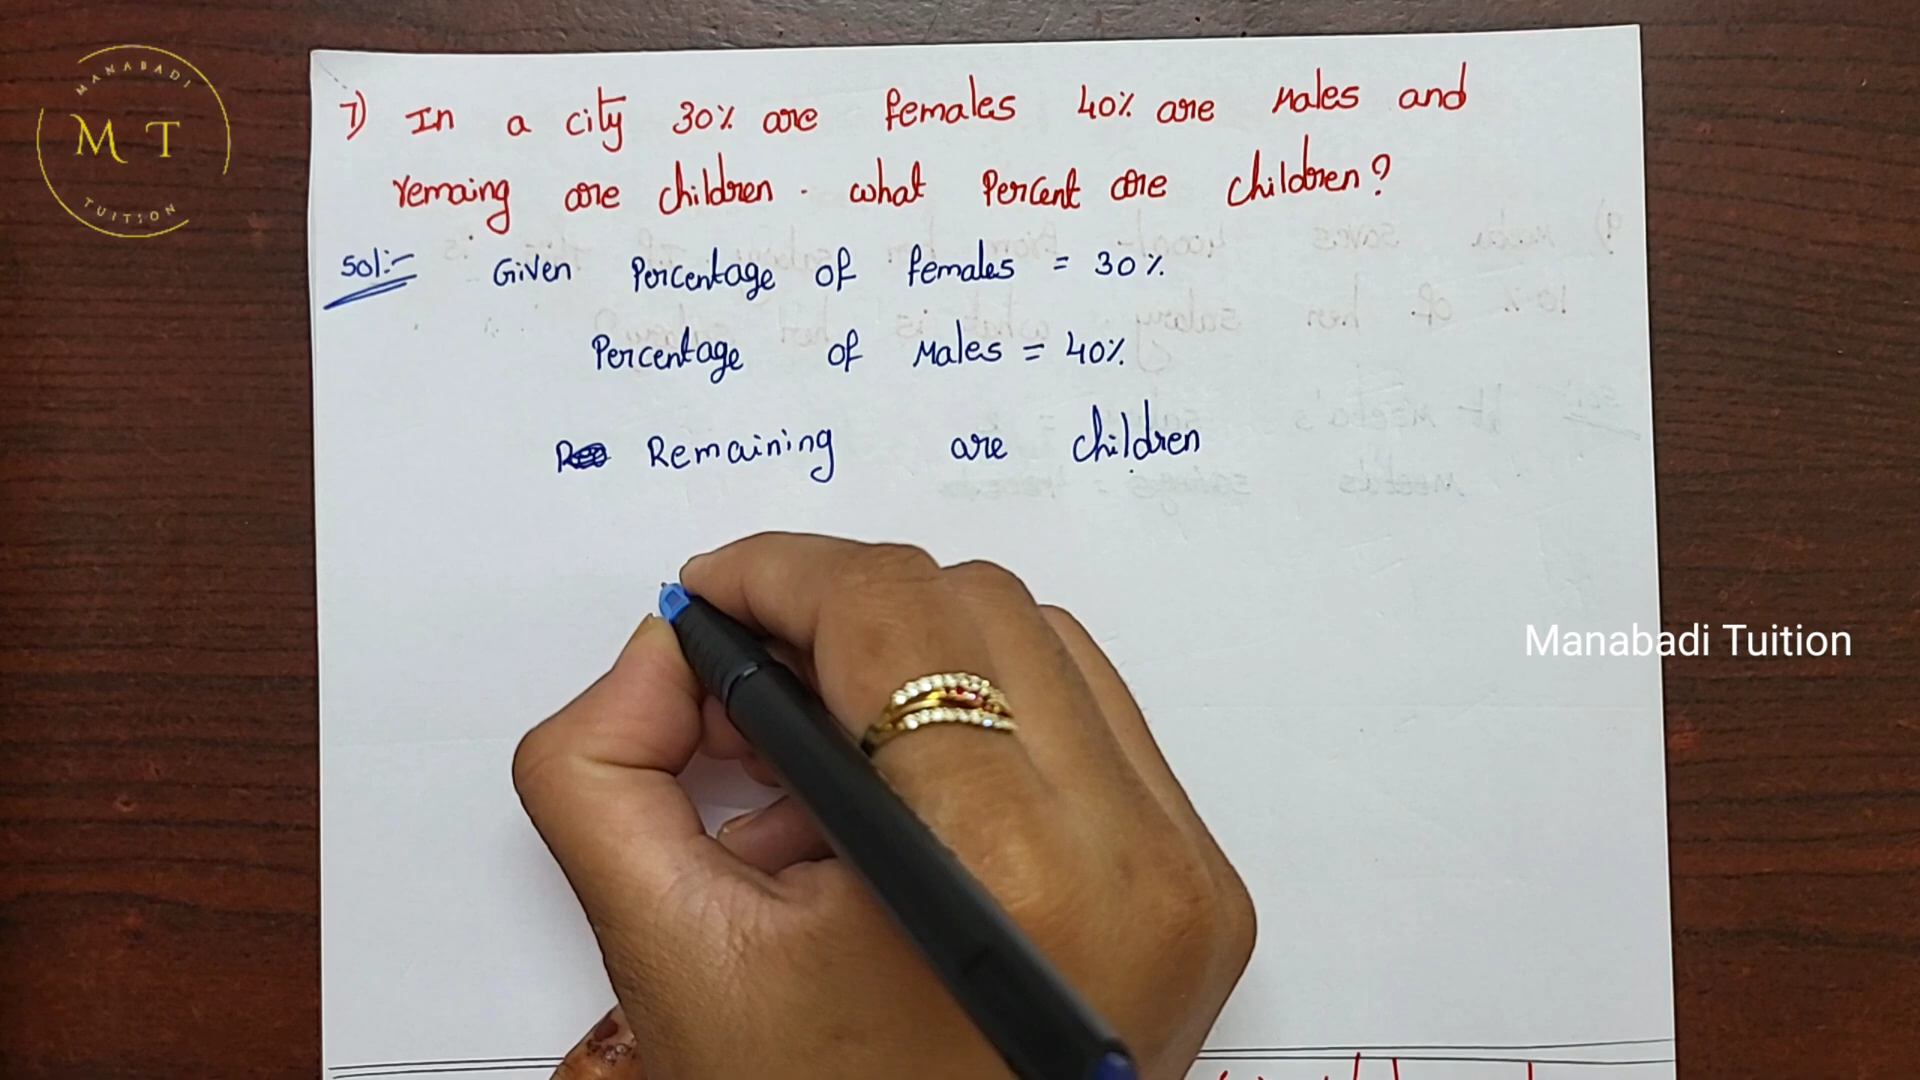 MANABADI
MT
TUITION
7) In a city 30% are females 40% are Males and
remaing are children. what Percent are children?
Sol:- Given Percentage of females = 30%
Percentage of Males = 40%
Remaining are children
Manabadi Tuition